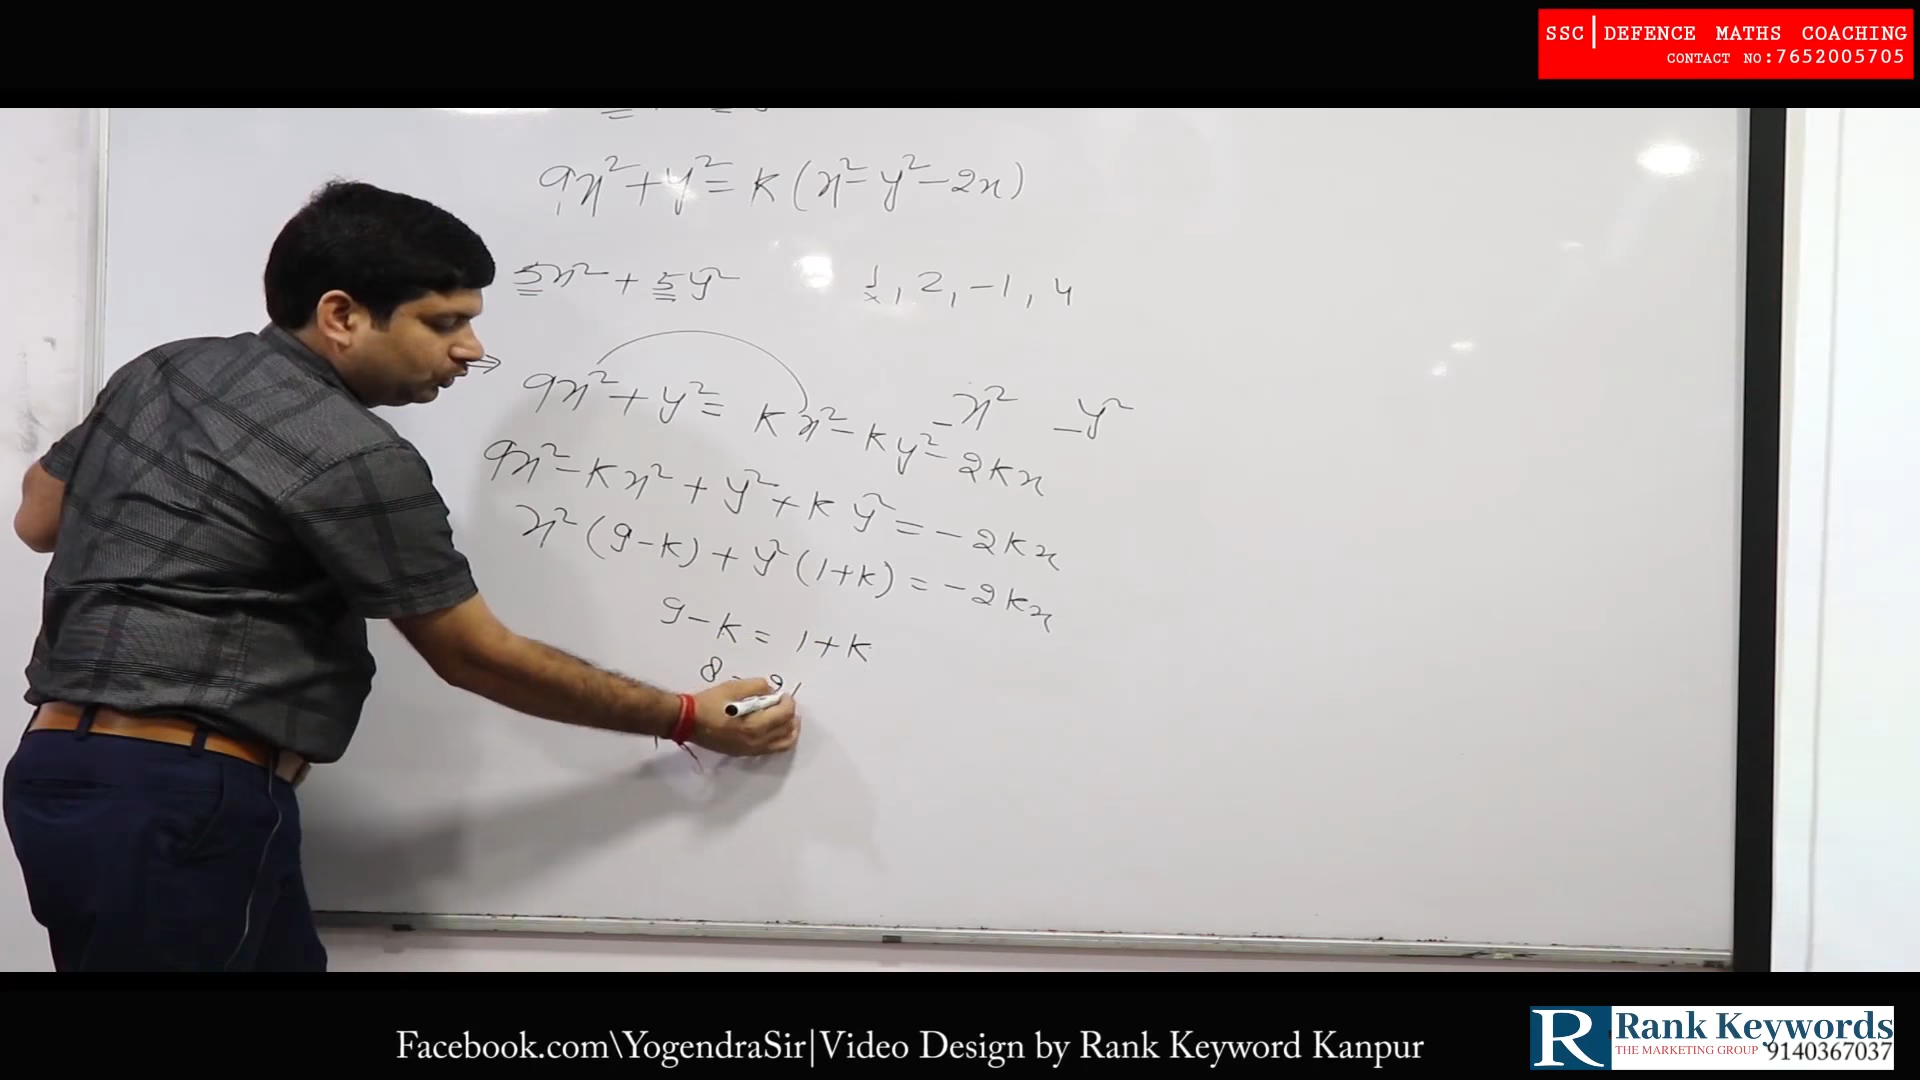 SSC|DEFENCE MATHS COACHING
CONTACT NO:7652005705
9x²+y²= k(x²-y²-2x)
5x² + 5y²
1, 2, -1, 4
⇒ 9x²+y²= kx²-ky²-2kx
-x² -y²
9x²-kx²+y²+ky²=-2kx
x²(9-k)+y²(1+k)=-2kx
9-k=1+k
8=2k
Facebook.com\YogendraSir|Video Design by Rank Keyword Kanpur
R Rank Keywords
THE MARKETING GROUP 9140367037